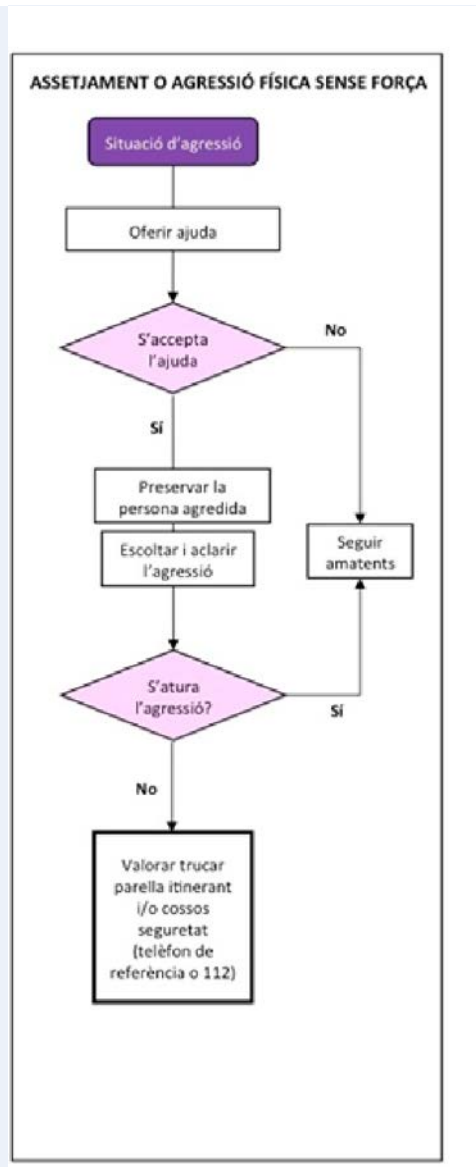 ASSETJAMENT O AGRESSIÓ FÍSICA SENSE FORÇA
Situació d'agressió
Oferir ajuda
S'accepta
l'ajuda
No
Sí
Preservar la
persona agredida
Escoltar i aclarir
l'agressió
Seguir
amatents
S'atura
l'agressió?
Sí
No
Valorar trucar
parella itinerant
i/o cossos
seguretat
(telèfon de
referència o 112)